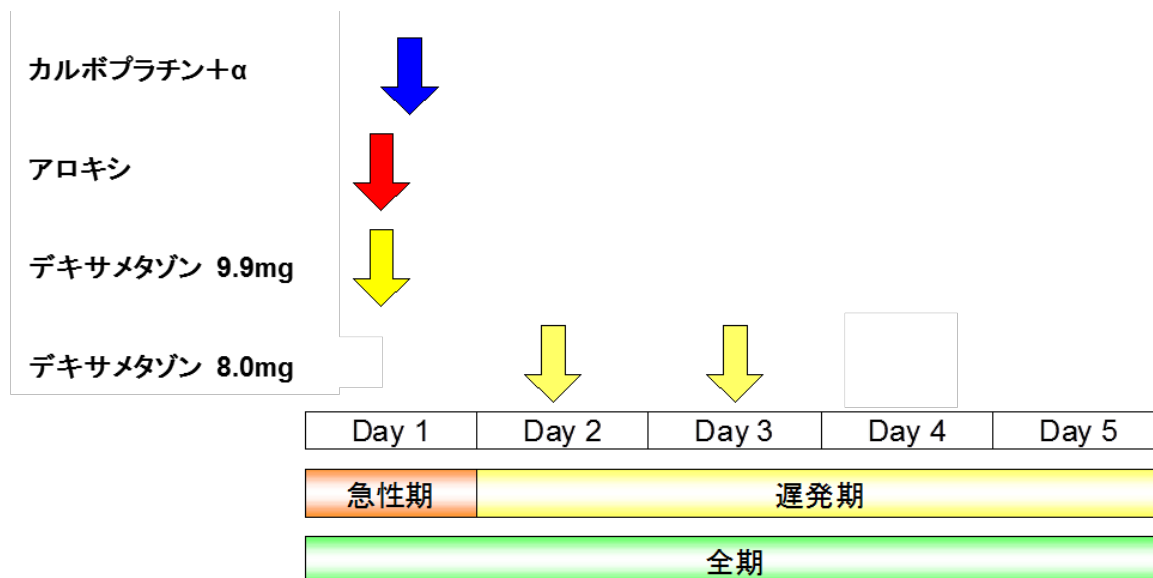 カルボプラチン＋α
アロキシ
デキサメタゾン 9.9mg
デキサメタゾン 8.0mg
Day 1 Day 2 Day 3 Day 4 Day 5
急性期 遅発期
全期